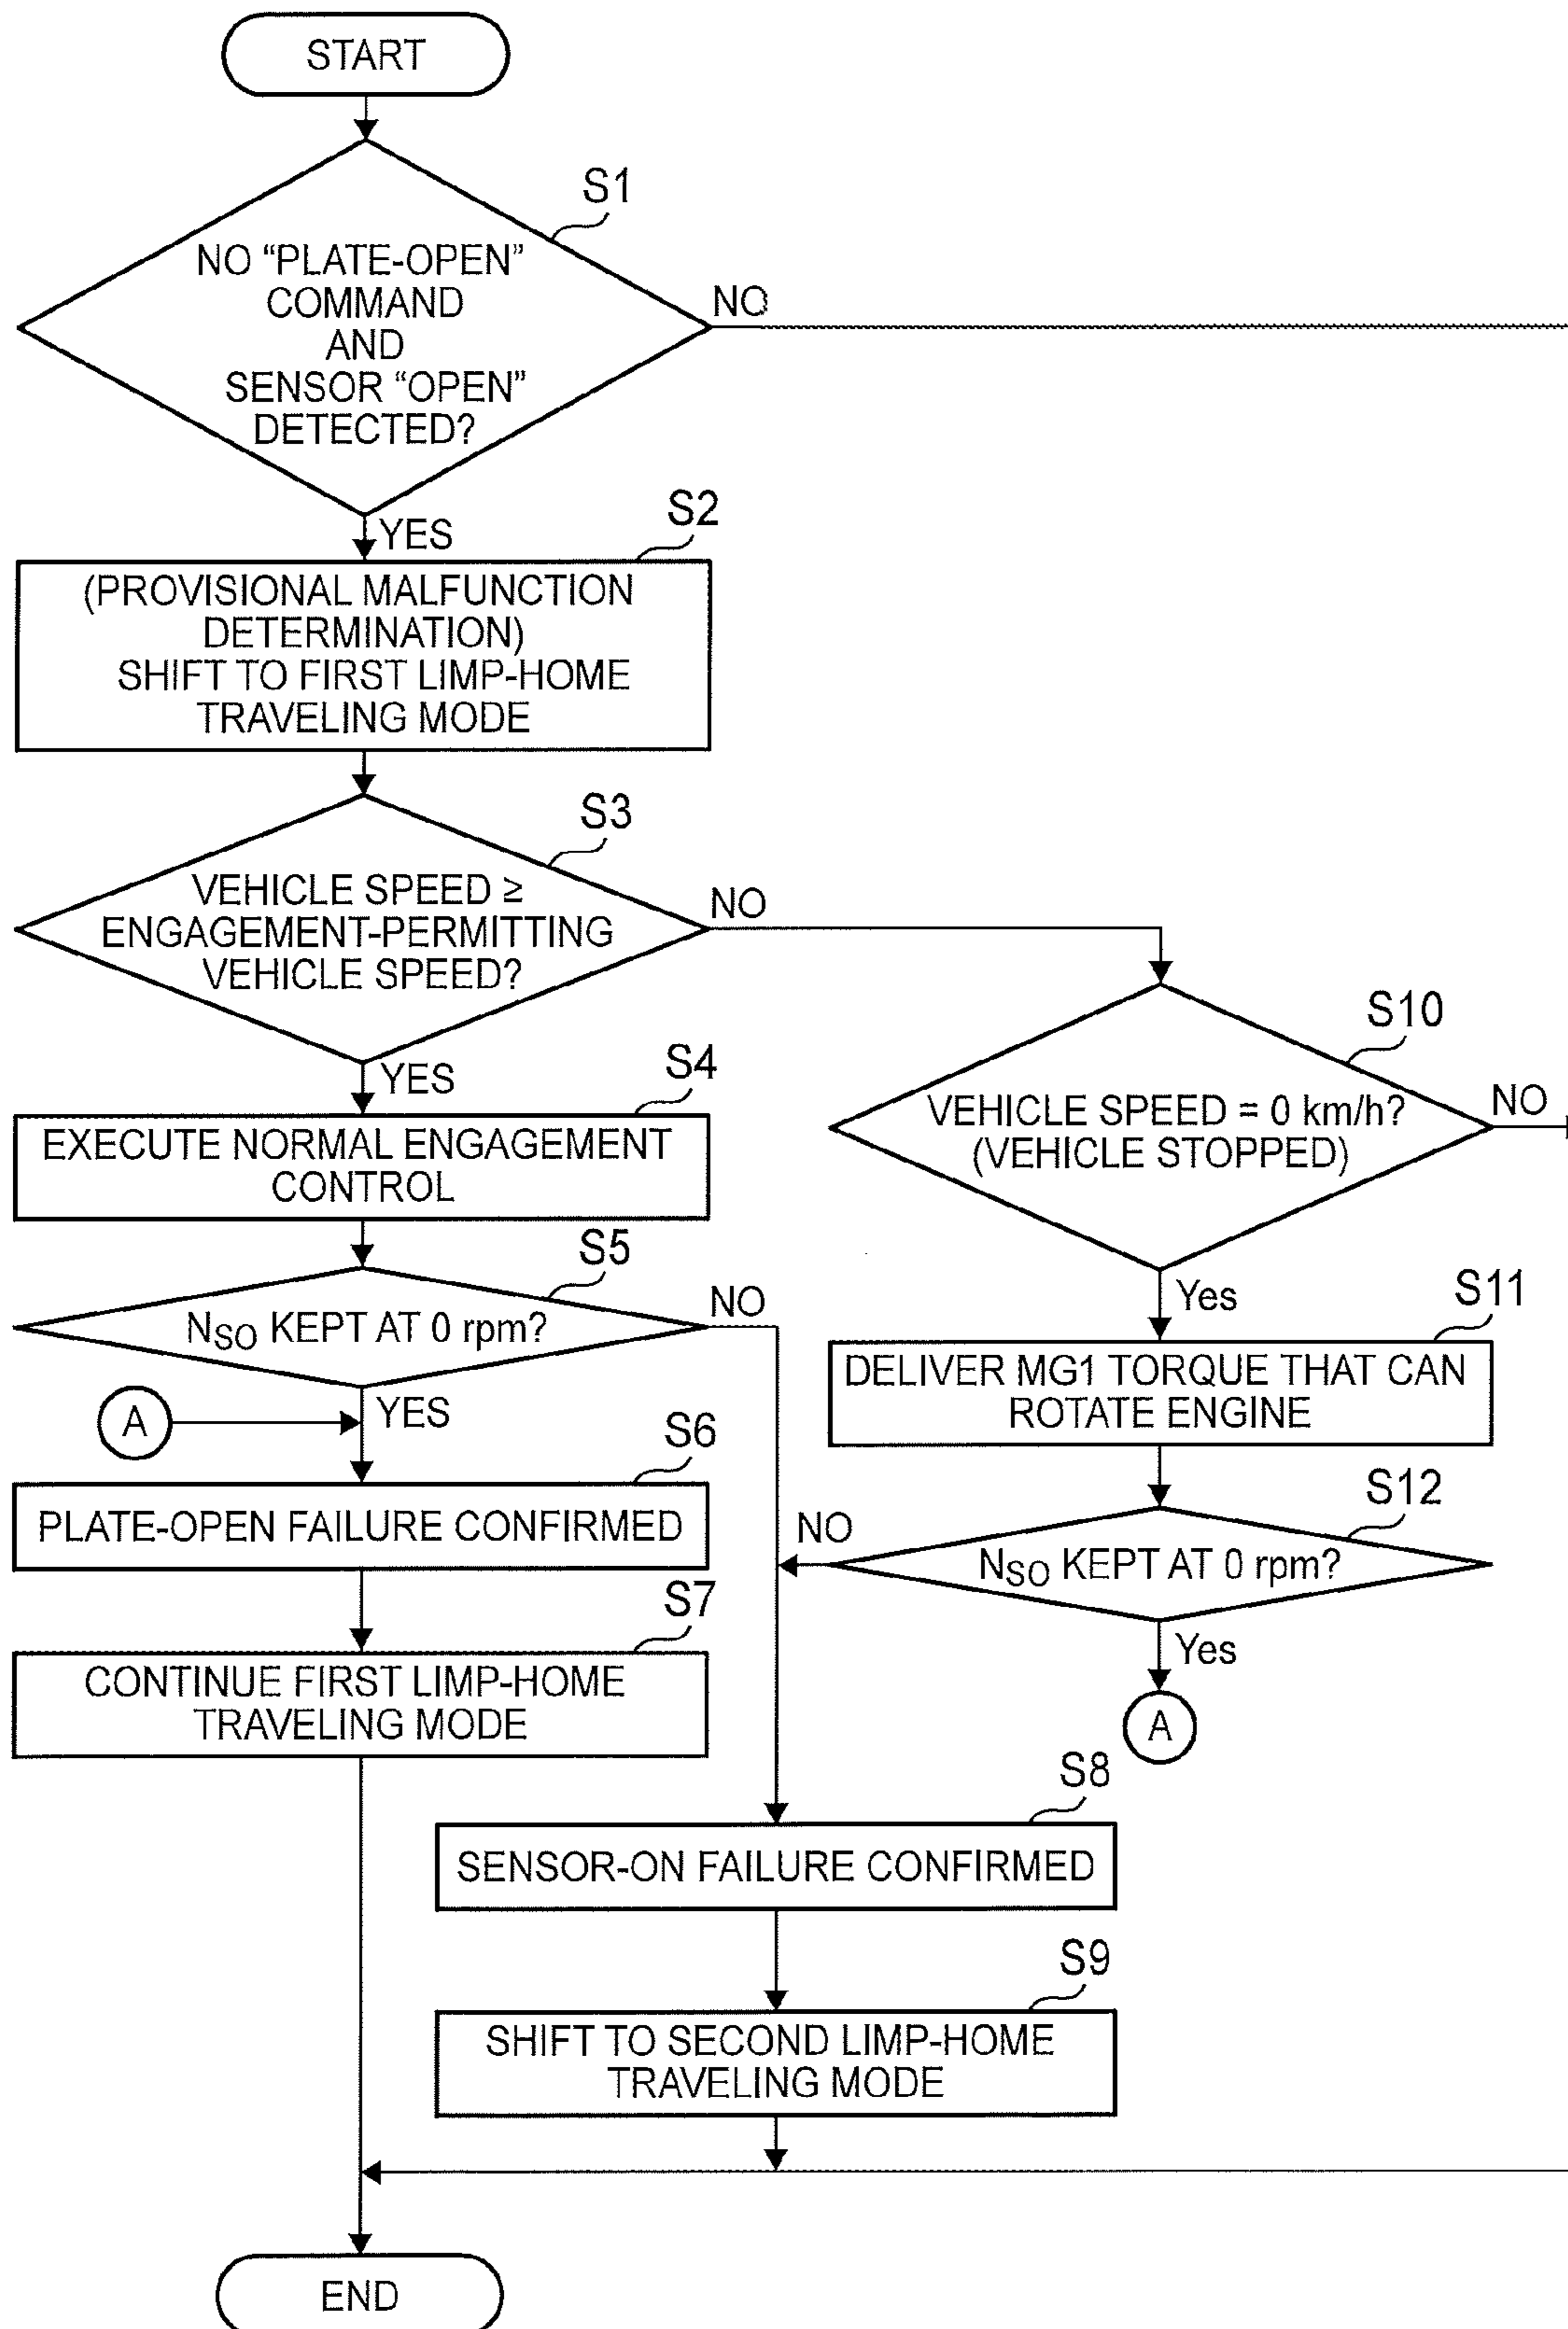 START
S1
NO “PLATE-OPEN”
COMMAND
AND
SENSOR “OPEN”
DETECTED?
NO
YES
S2
(PROVISIONAL MALFUNCTION
DETERMINATION)
SHIFT TO FIRST LIMP-HOME
TRAVELING MODE
S3
VEHICLE SPEED ≥
ENGAGEMENT-PERMITTING
VEHICLE SPEED?
NO
YES
S4
EXECUTE NORMAL ENGAGEMENT
CONTROL
S5
NSO KEPT AT 0 rpm?
NO
YES
A
S6
PLATE-OPEN FAILURE CONFIRMED
S7
CONTINUE FIRST LIMP-HOME
TRAVELING MODE
S10
VEHICLE SPEED = 0 km/h?
(VEHICLE STOPPED)
NO
Yes
S11
DELIVER MG1 TORQUE THAT CAN
ROTATE ENGINE
S12
NSO KEPT AT 0 rpm?
NO
Yes
A
S8
SENSOR-ON FAILURE CONFIRMED
S9
SHIFT TO SECOND LIMP-HOME
TRAVELING MODE
END